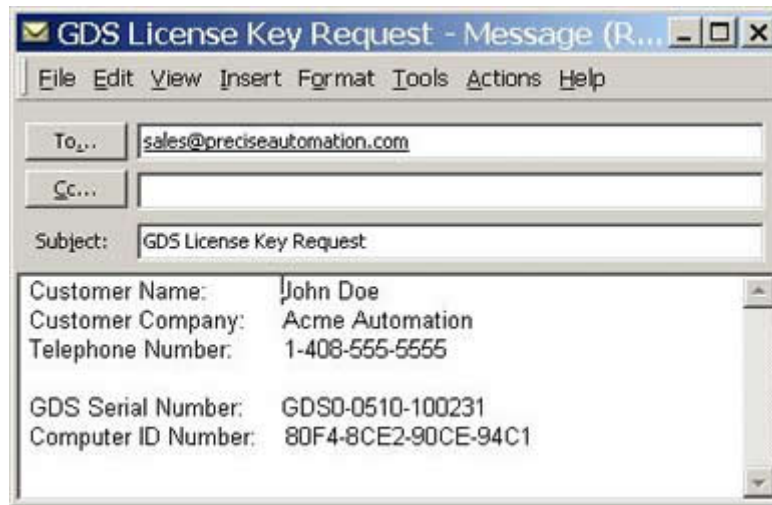 GDS License Key Request - Message (R...
File Edit View Insert Format Tools Actions Help
To... sales@preciseautomation.com
Cc...
Subject: GDS License Key Request
Customer Name: John Doe
Customer Company: Acme Automation
Telephone Number: 1-408-555-5555
GDS Serial Number: GDS0-0510-100231
Computer ID Number: 80F4-8CE2-90CE-94C1